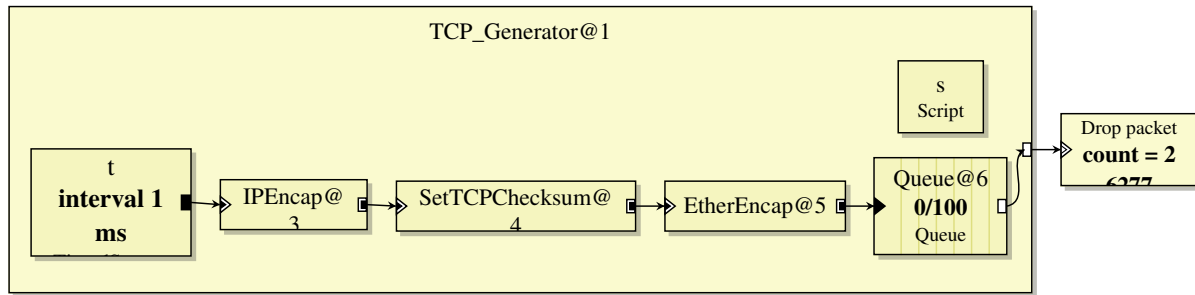 TCP_Generator@1
s
Script
t
interval 1
ms
IPEncap@
3
SetTCPChecksum@
4
EtherEncap@5
Queue@6
0/100
Queue
Drop packet
count = 2
6277